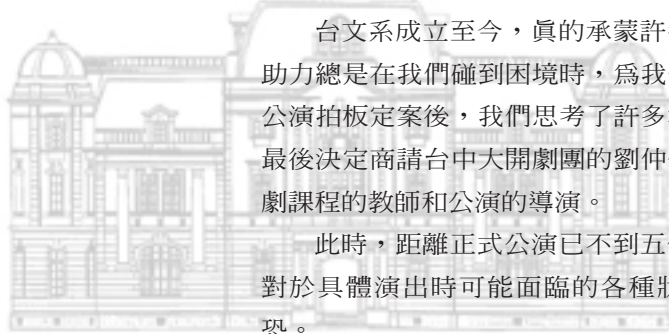 台文系成立至今，眞的承蒙許
助力總是在我們碰到困境時，爲我
公演拍板定案後，我們思考了許多
最後決定商請台中大開劇團的劉仲
劇課程的教師和公演的導演。
此時，距離正式公演已不到五
對於具體演出時可能面臨的各種狀
恐。